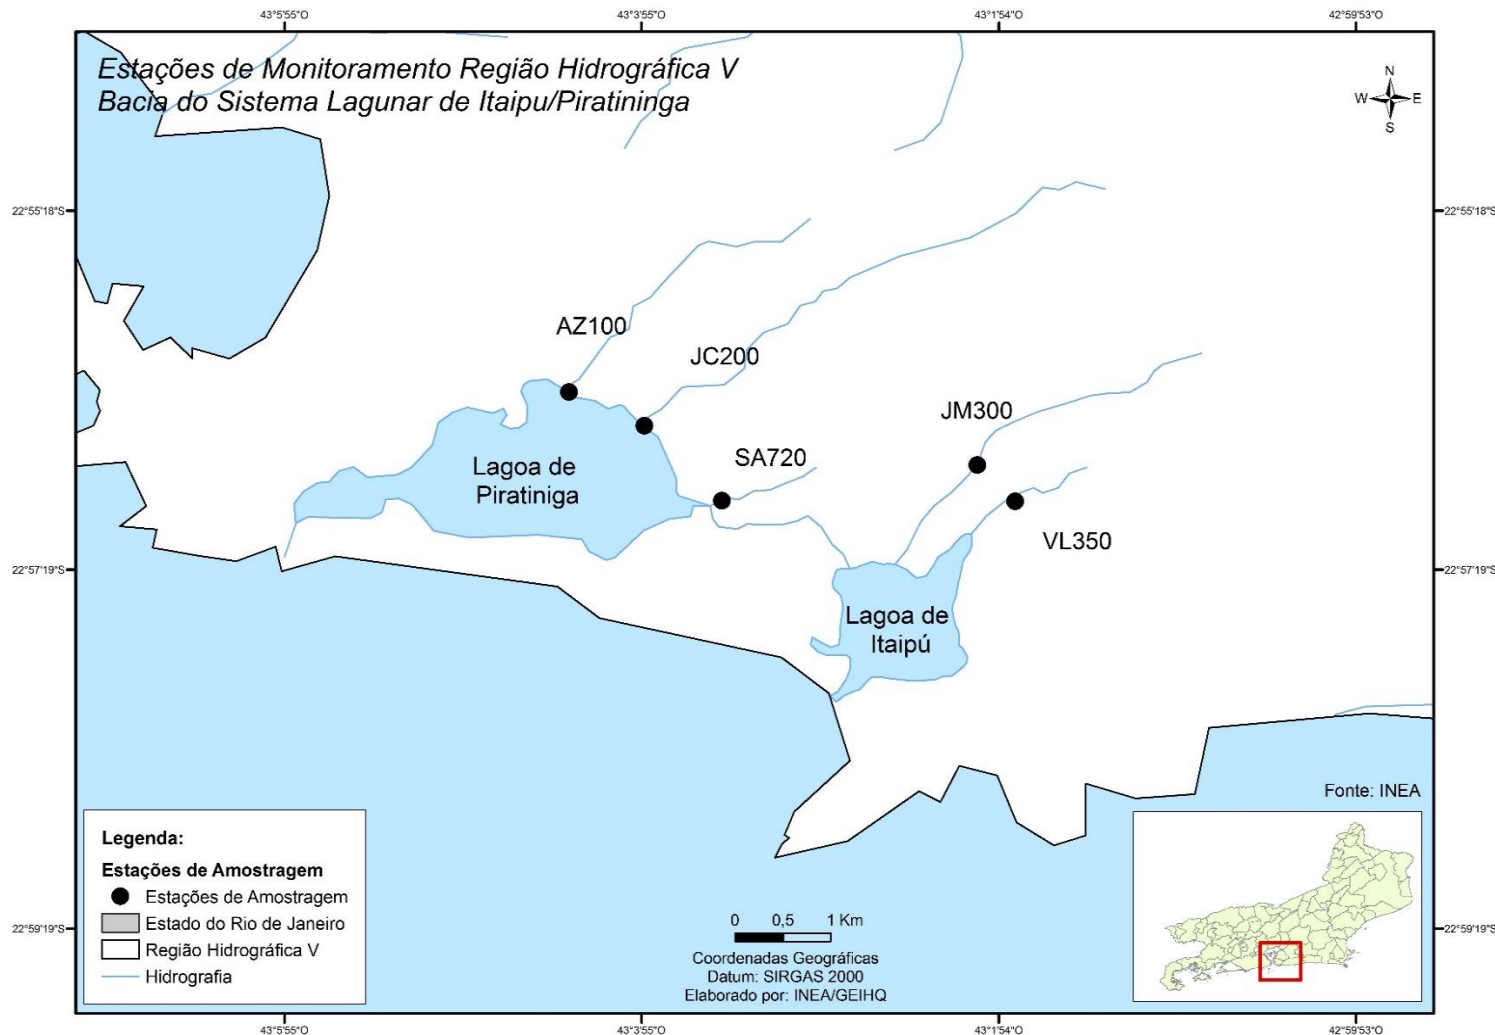 43°5'55"O
43°3'55"O
43°1'54"O
42°59'53"O
Estações de Monitoramento Região Hidrográfica V
Bacia do Sistema Lagunar de Itaipu/Piratininga
N
W
E
S
22°55'18"S
22°55'18"S
AZ100
JC200
JM300
SA720
Lagoa de
Piratiniga
VL350
22°57'19"S
22°57'19"S
Lagoa de
Itaipú
Fonte: INEA
Legenda:
Estações de Amostragem
Estações de Amostragem
Estado do Rio de Janeiro
Região Hidrográfica V
Hidrografia
0 0,5 1 Km
Coordenadas Geográficas
Datum: SIRGAS 2000
Elaborado por: INEA/GEIHQ
22°59'19"S
22°59'19"S
43°5'55"O
43°3'55"O
43°1'54"O
42°59'53"O